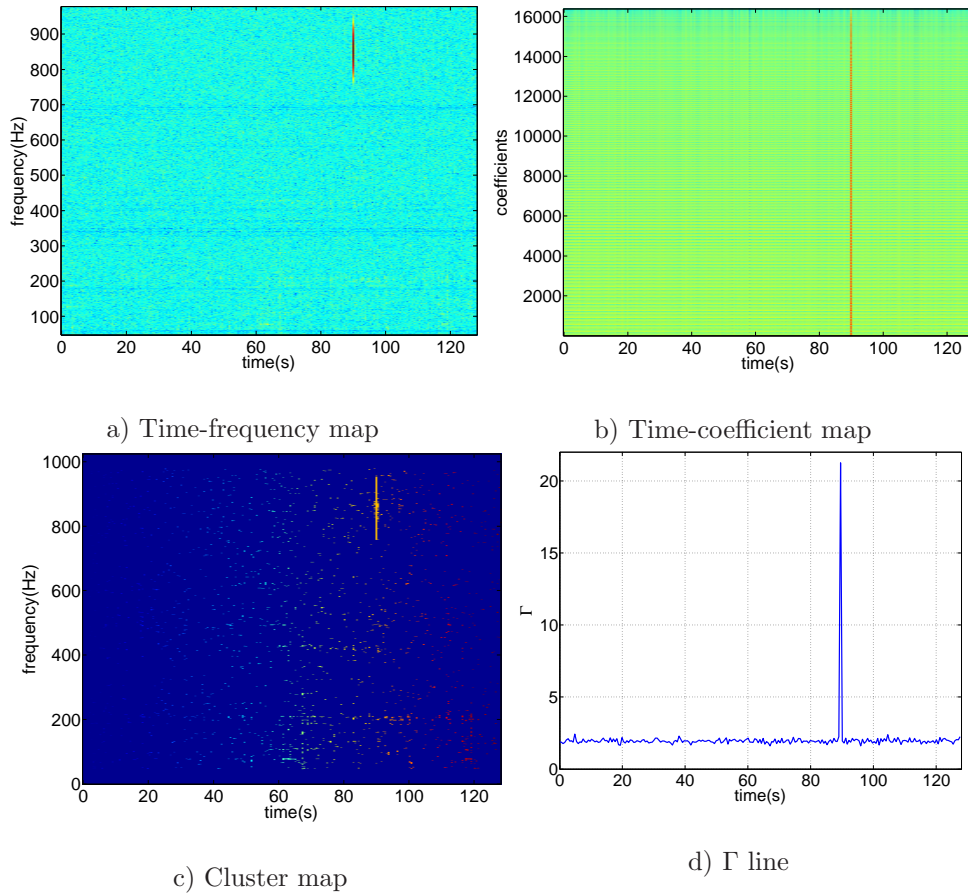 900
800
700
600
500
400
300
200
100
0 20 40 60 80 100 120
frequency(Hz)
time(s)
a) Time-frequency map
16000
14000
12000
10000
8000
6000
4000
2000
0 20 40 60 80 100 120
coefficients
time(s)
b) Time-coefficient map
1000
800
600
400
200
0
0 20 40 60 80 100 120
frequency(Hz)
time(s)
c) Cluster map
20
15
10
5
0
0 20 40 60 80 100 120
Γ
time(s)
d) Γ line